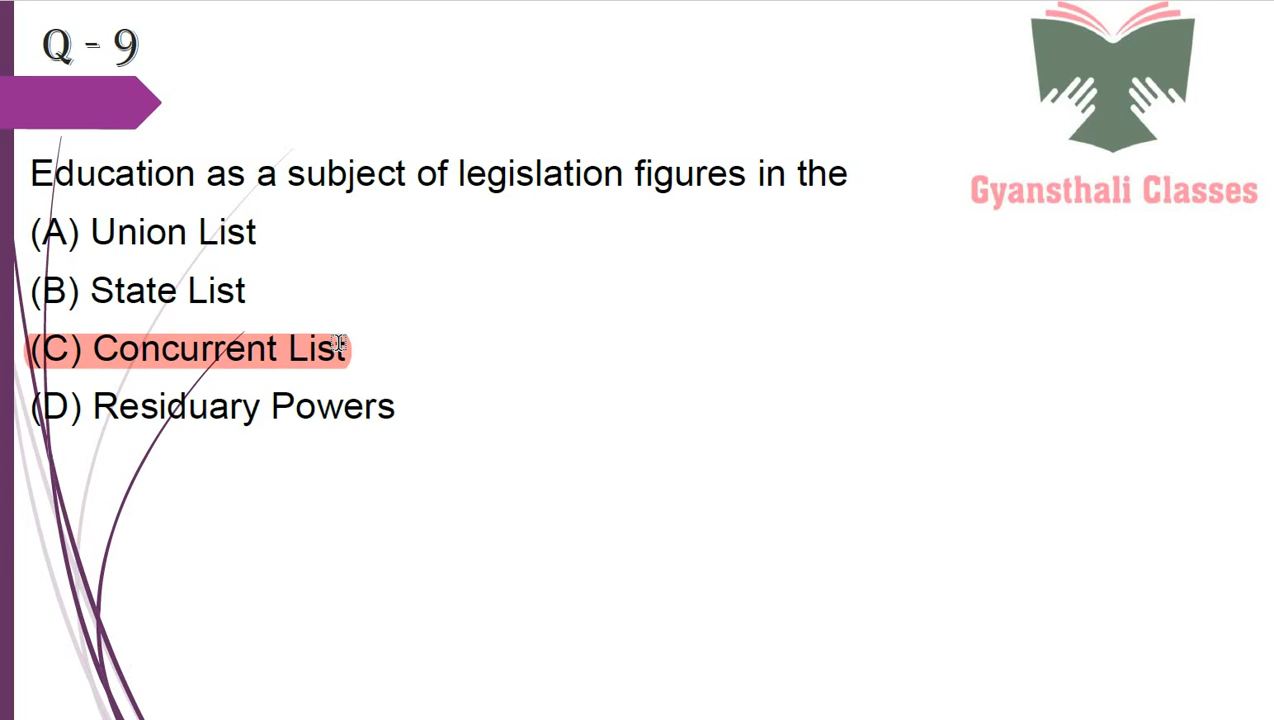 Q - 9
Gyansthali Classes
Education as a subject of legislation figures in the
(A) Union List
(B) State List
(C) Concurrent List
(D) Residuary Powers